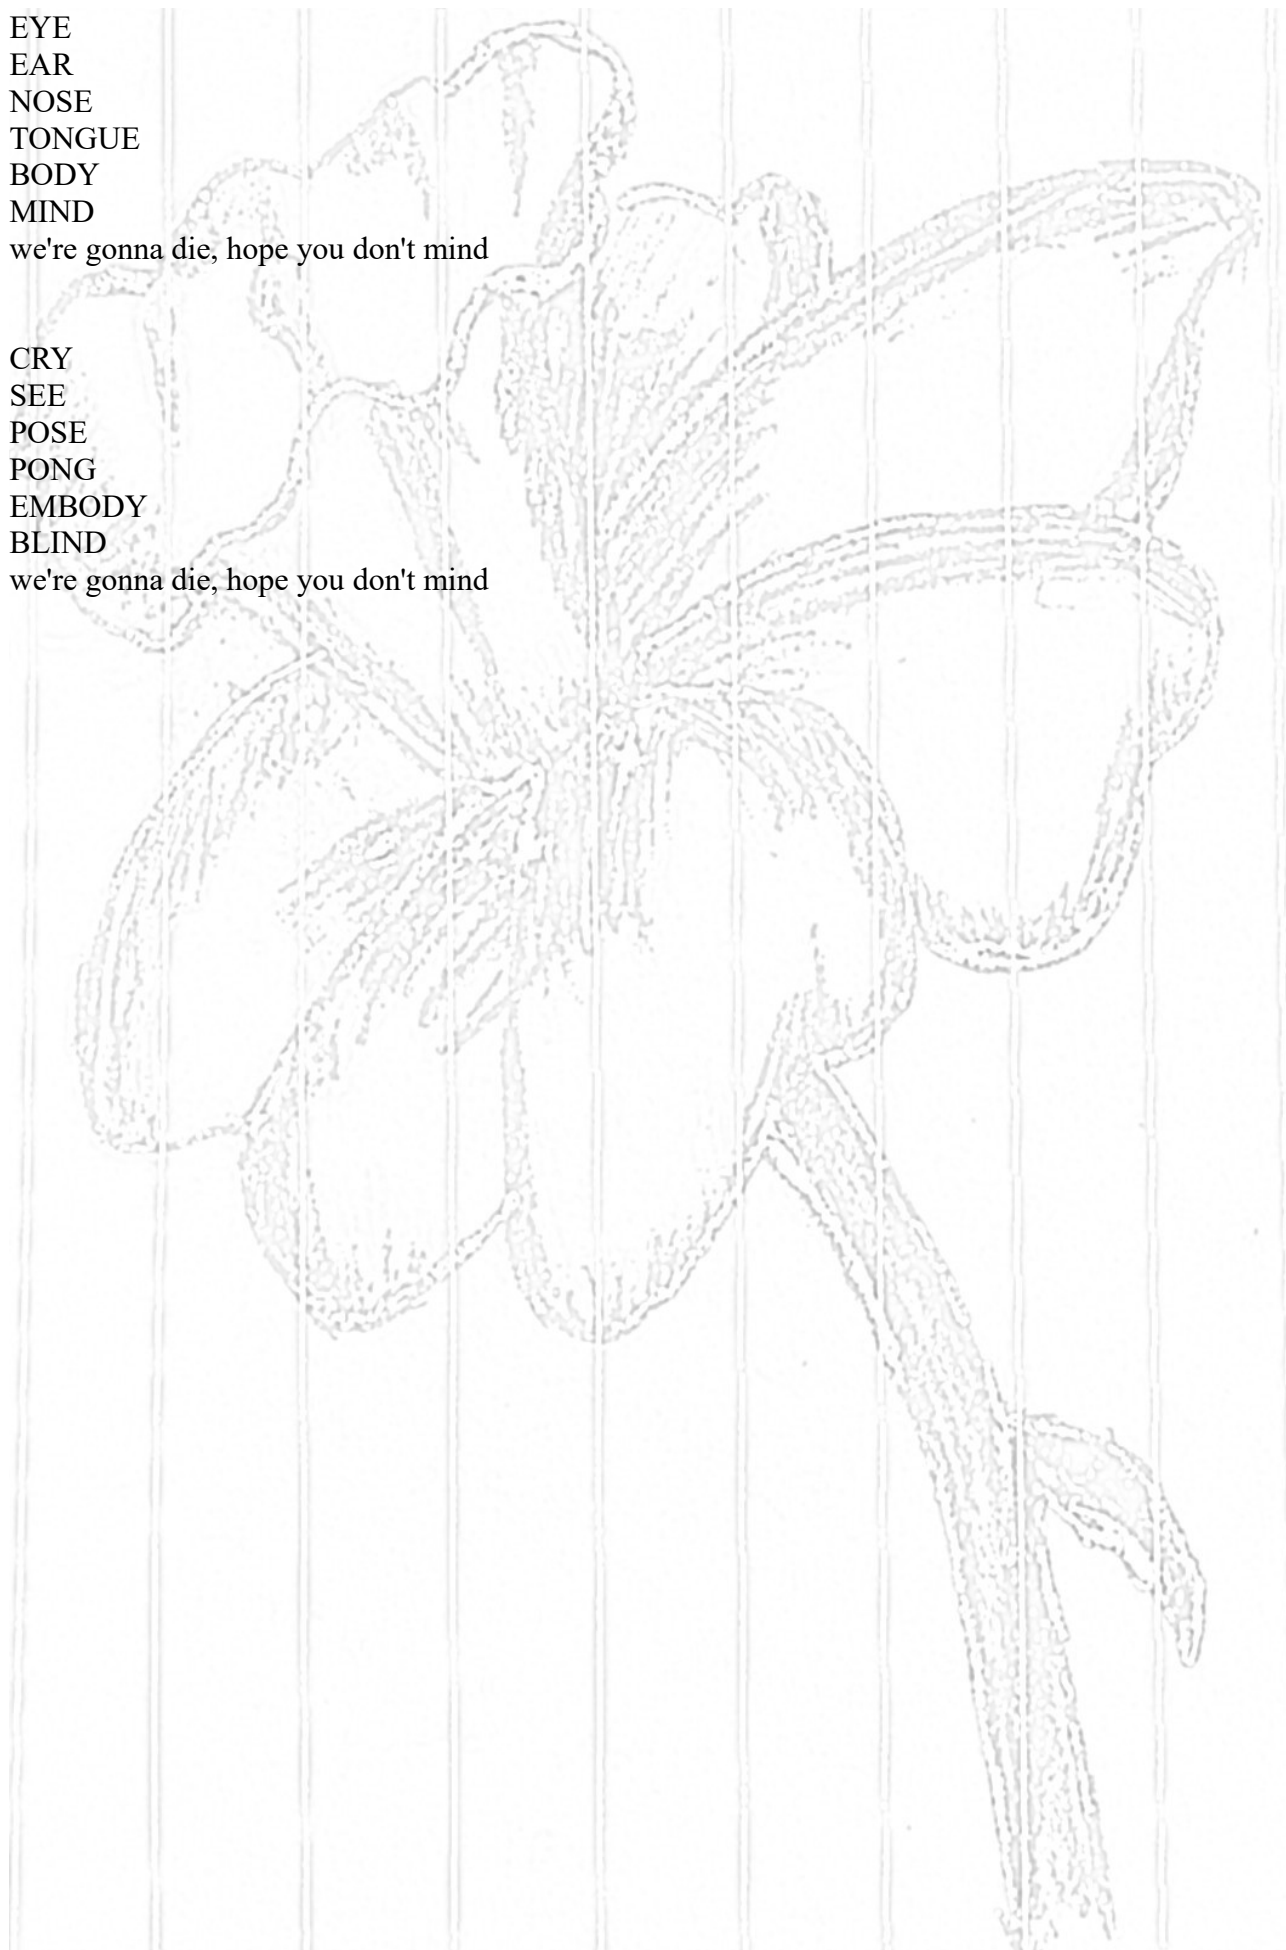 EYE
EAR
NOSE
TONGUE
BODY
MIND
we're gonna die, hope you don't mind
CRY
SEE
POSE
PONG
EMBODY
BLIND
we're gonna die, hope you don't mind